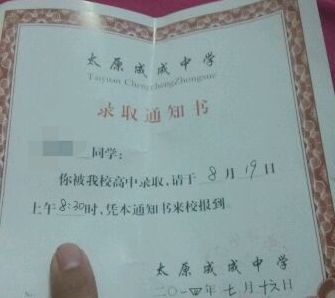 太原成成中学
Taiyuan ChengchengZhongxue
录取通知书
同学:
你被我校高中录取,请于 8 月 19 日
上午 8:30 时,凭本通知书来校报到
太原成成中学
二〇一四年七月十六日